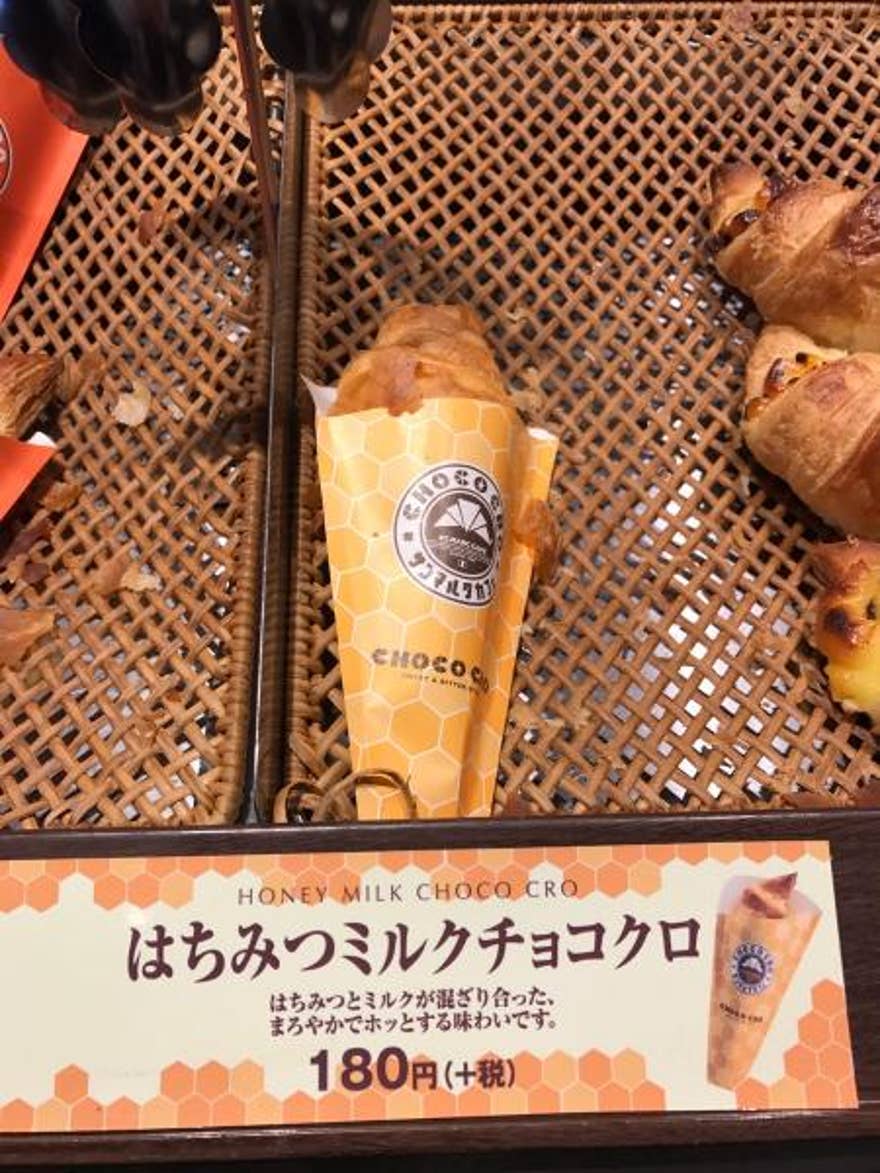 CHOCO
サンマルクカフェ
CHOCO CRO
HONEY MILK CHOCO CRO
はちみつミルクチョコクロ
はちみつとミルクが混ざり合った、
まろやかでホッとする味わいです。
180円(+税)
CHOCO CRO